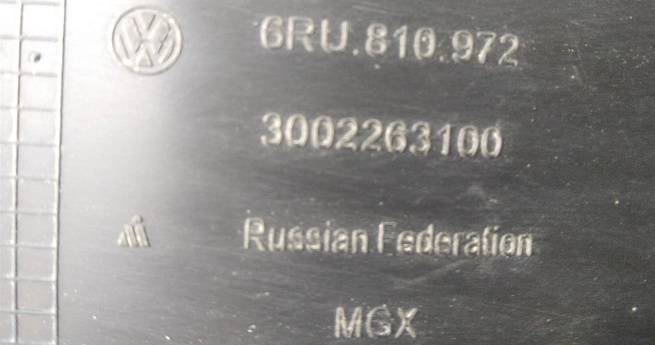 6RU.810.972
3002263100
Russian Federation
MGX